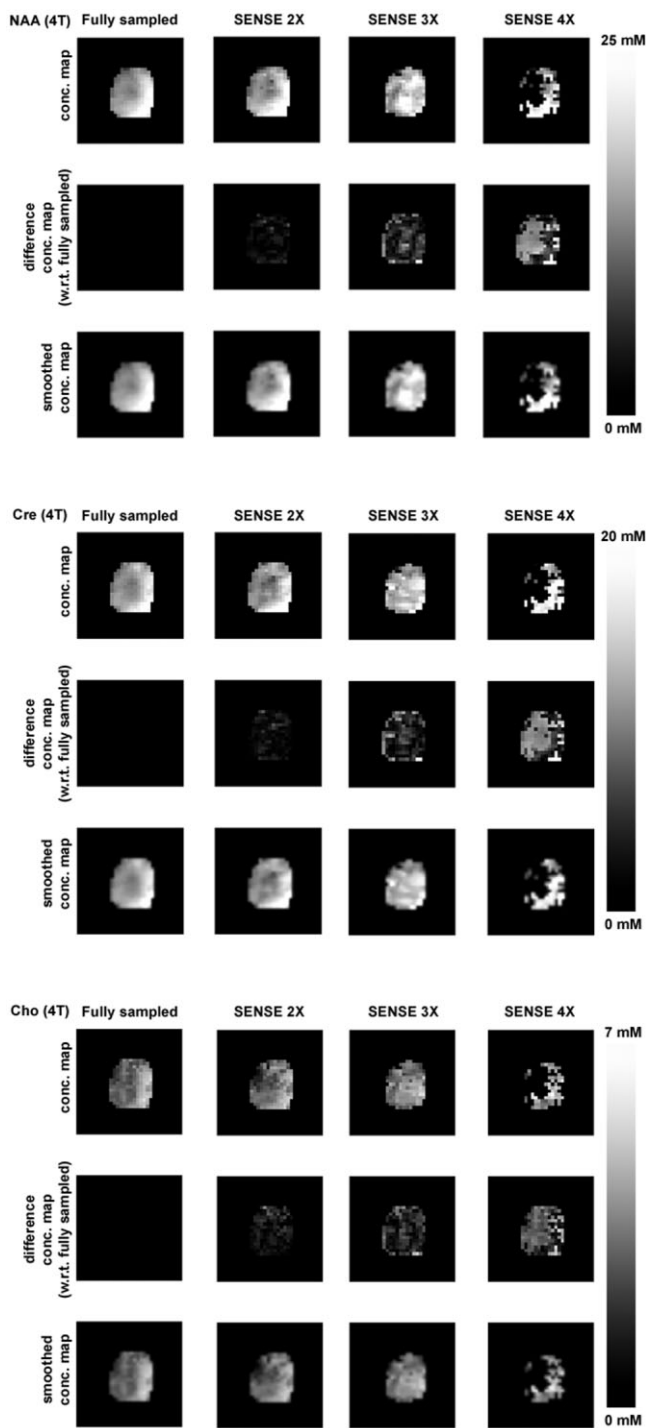 NAA (4T) Fully sampled SENSE 2X SENSE 3X SENSE 4X
25 mM
conc. map
difference
conc. map
(w.r.t. fully sampled)
smoothed
conc. map
0 mM
Cre (4T) Fully sampled SENSE 2X SENSE 3X SENSE 4X
20 mM
conc. map
difference
conc. map
(w.r.t. fully sampled)
smoothed
conc. map
0 mM
Cho (4T) Fully sampled SENSE 2X SENSE 3X SENSE 4X
7 mM
conc. map
difference
conc. map
(w.r.t. fully sampled)
smoothed
conc. map
0 mM